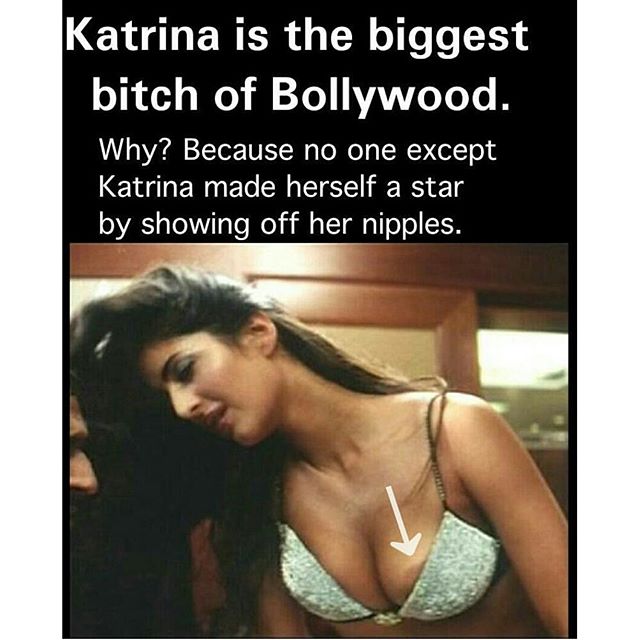 Katrina is the biggest
bitch of Bollywood.
Why? Because no one except
Katrina made herself a star
by showing off her nipples.